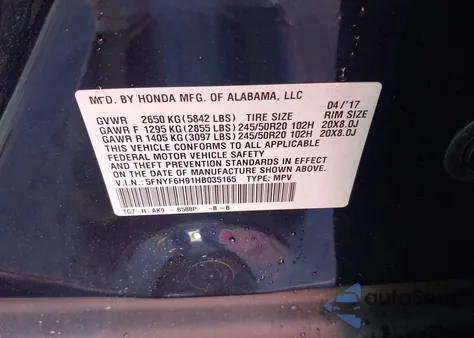 MFD. BY HONDA MFG. OF ALABAMA, LLC 04/'17
GVWR 2650 KG (5842 LBS) TIRE SIZE RIM SIZE
GAWR F 1295 KG (2855 LBS) 245/50R20 102H 20X8.0J
GAWR R 1405 KG (3097 LBS) 245/50R20 102H 20X8.0J
THIS VEHICLE CONFORMS TO ALL APPLICABLE
FEDERAL MOTOR VEHICLE SAFETY, BUMPER,
AND THEFT PREVENTION STANDARDS IN EFFECT
ON THE DATE OF MANUFACTURE SHOWN ABOVE.
V.I.N.: 5FNYF6H91HB035165 TYPE: MPV
TG7 H AK9 - B588P -B - B